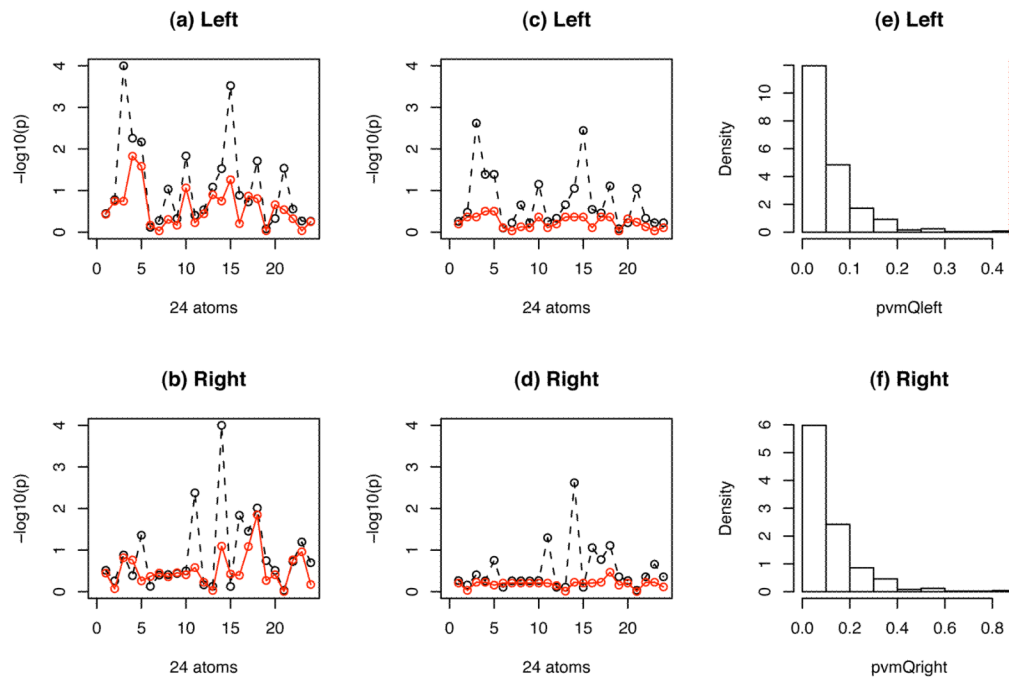 (a) Left
(c) Left
(e) Left
−log10(p)
4
3
2
1
0
0 5 10 15 20
24 atoms
−log10(p)
4
3
2
1
0
0 5 10 15 20
24 atoms
Density
10
8
6
4
2
0
0.0 0.1 0.2 0.3 0.4
pvmQleft
(b) Right
(d) Right
(f) Right
−log10(p)
4
3
2
1
0
0 5 10 15 20
24 atoms
−log10(p)
4
3
2
1
0
0 5 10 15 20
24 atoms
Density
6
5
4
3
2
1
0
0.0 0.2 0.4 0.6 0.8
pvmQright